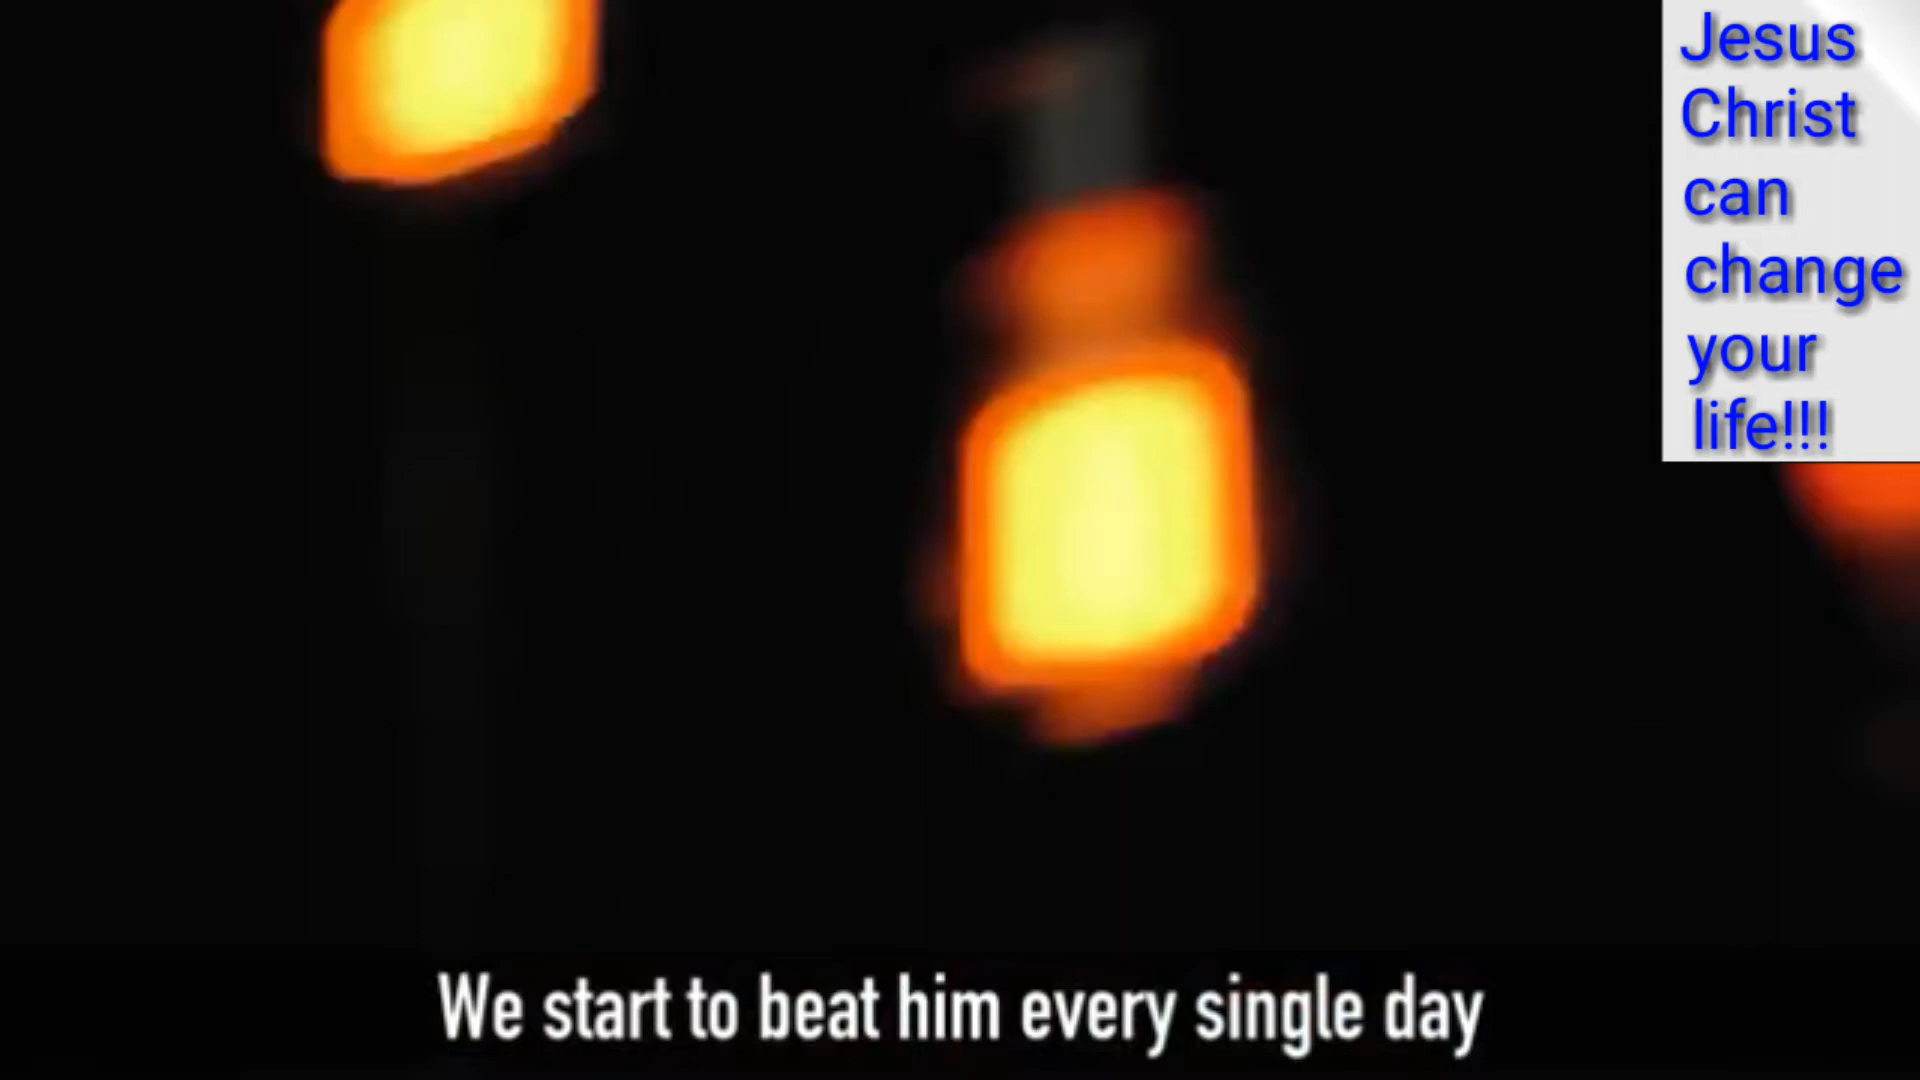 Jesus
Christ
can
change
your
life!!!
We start to beat him every single day